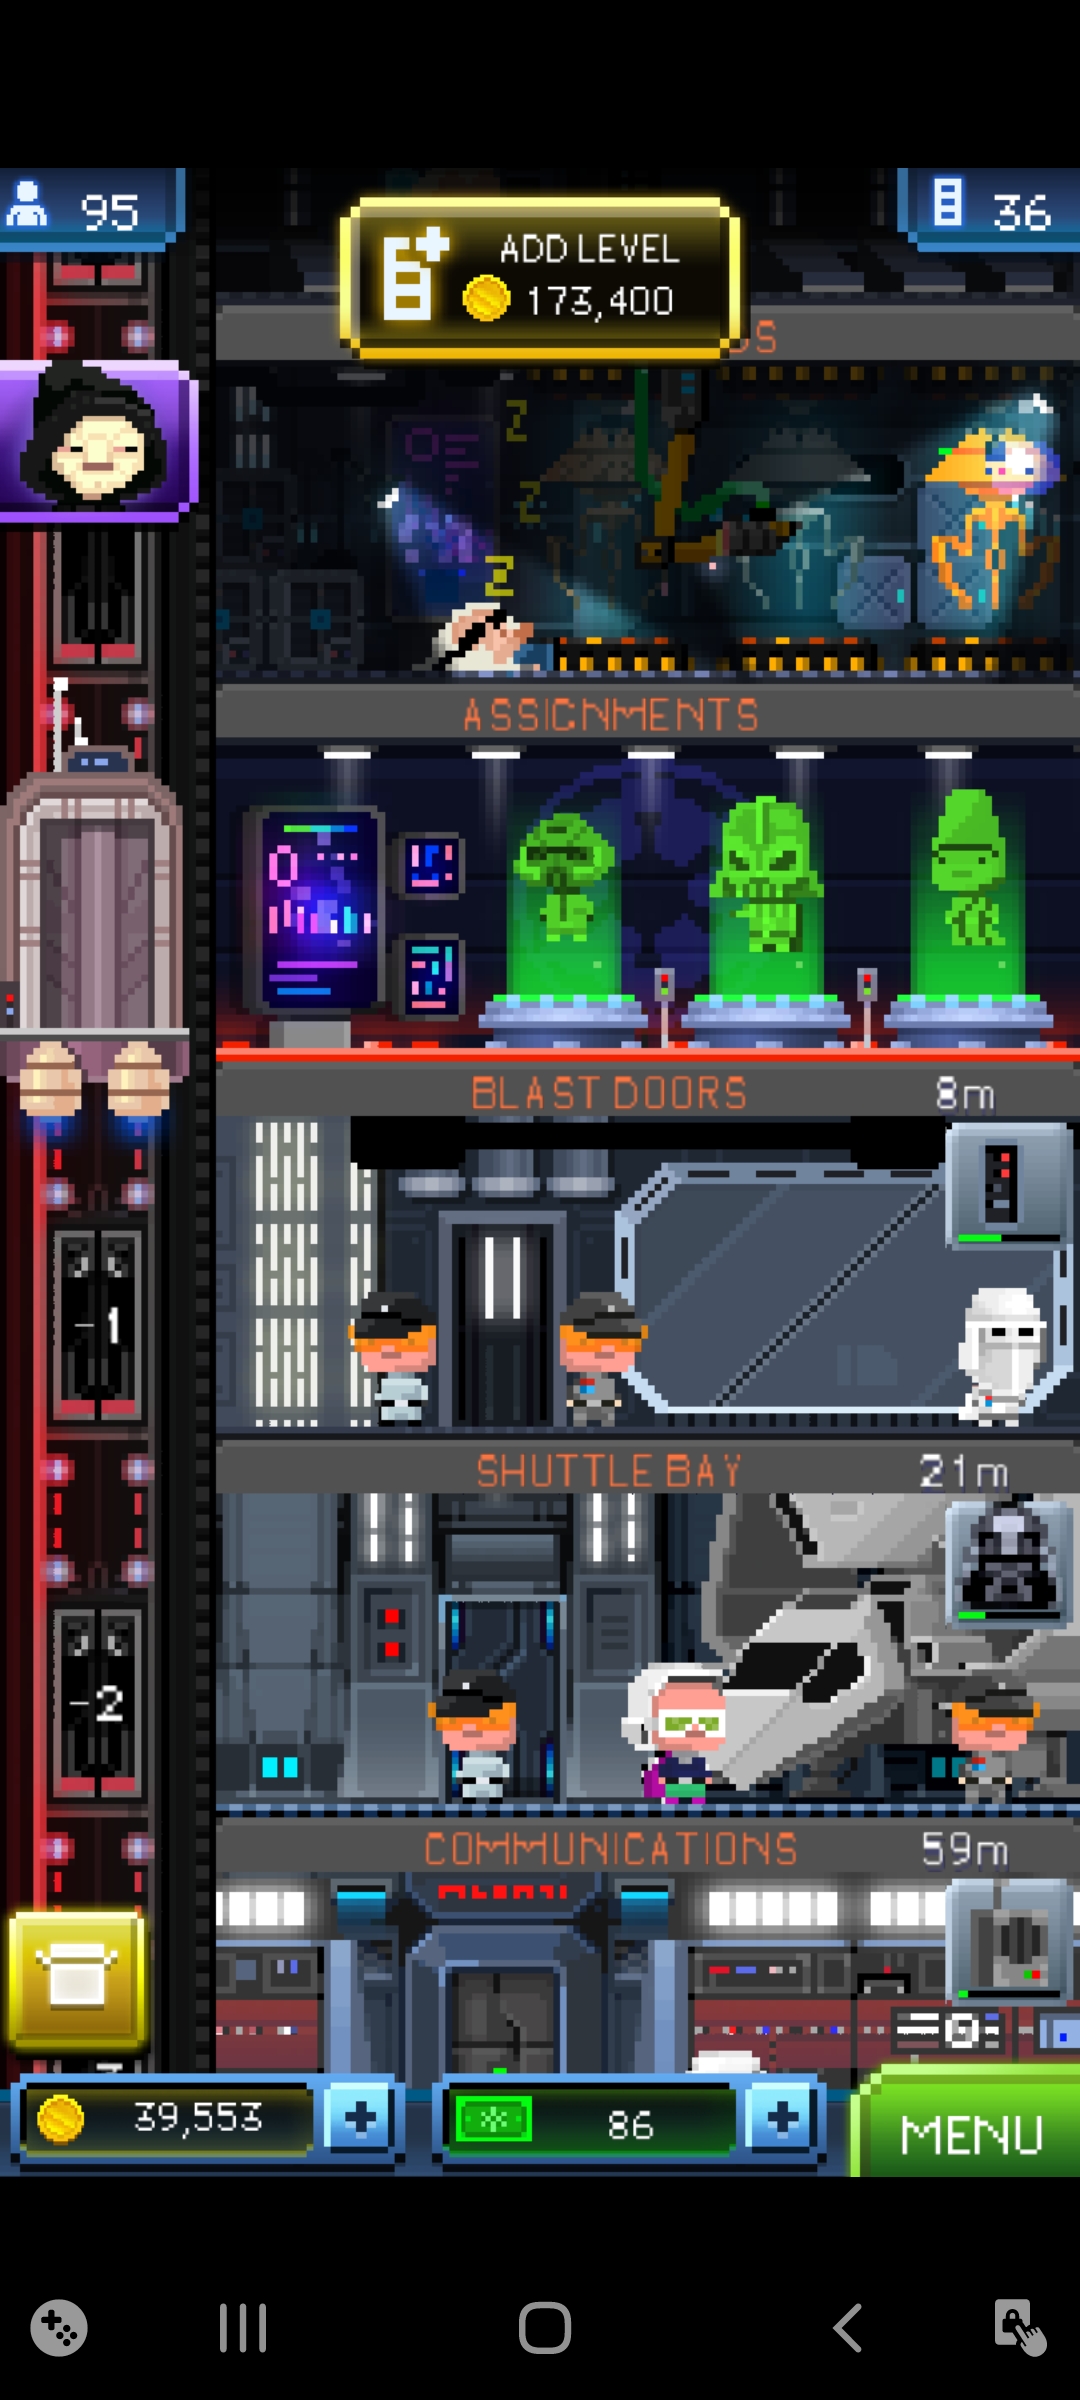 95
ADD LEVEL
173,400
36
DS
Z
Z
Z
ASSIGNMENTS
BLAST DOORS 8m
-1
SHUTTLE BAY 21m
-2
COMMUNICATIONS 59m
39,553
86
MENU